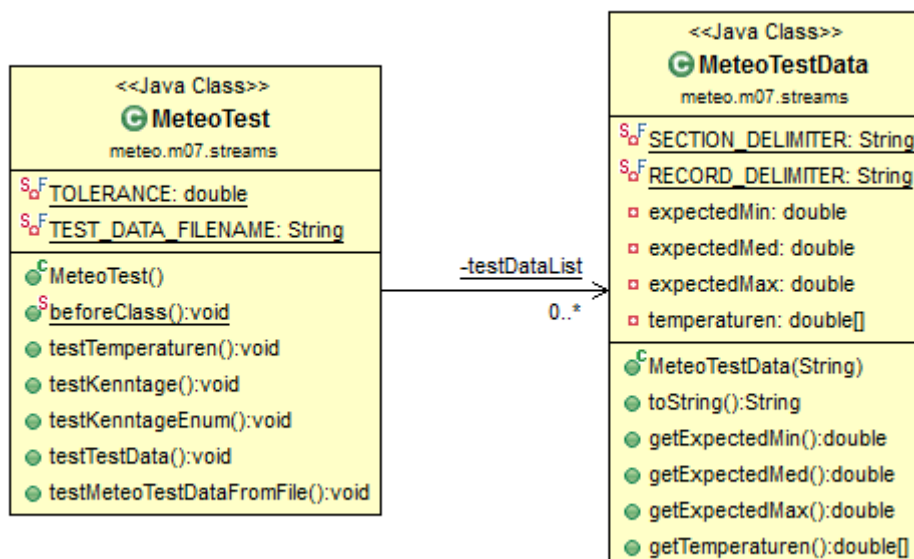 <<Java Class>>
MeteoTest
meteo.m07.streams
TOLERANCE: double
TEST_DATA_FILENAME: String
MeteoTest()
beforeClass():void
testTemperaturen():void
testKenntage():void
testKenntageEnum():void
testTestData():void
testMeteoTestDataFromFile():void
-testDataList
0..*
<<Java Class>>
MeteoTestData
meteo.m07.streams
SECTION_DELIMITER: String
RECORD_DELIMITER: String
expectedMin: double
expectedMed: double
expectedMax: double
temperaturen: double[]
MeteoTestData(String)
toString():String
getExpectedMin():double
getExpectedMed():double
getExpectedMax():double
getTemperaturen():double[]